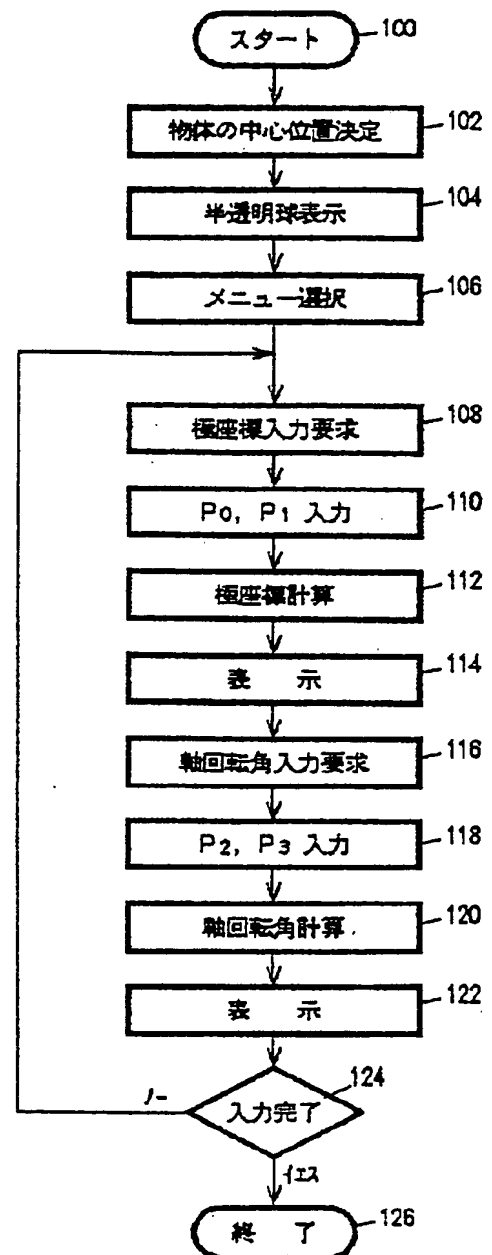 スタート 100
物体の中心位置決定 102
半透明球表示 104
メニュー選択 106
極座標入力要求 108
P0, P1 入力 110
極座標計算 112
表 示 114
軸回転角入力要求 116
P2, P3 入力 118
軸回転角計算 120
表 示 122
入力完了 124
ノー
イエス
終 了 126